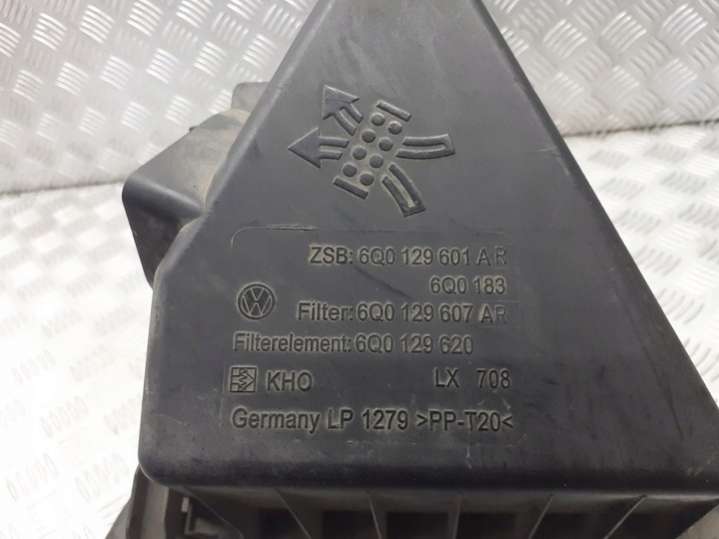 ZSB: 6Q0 129 601 A R
6Q0 183
Filter: 6Q0 129 607 AR
Filterelement: 6Q0 129 620
KHO LX 708
Germany LP 1279 >PP-T20<